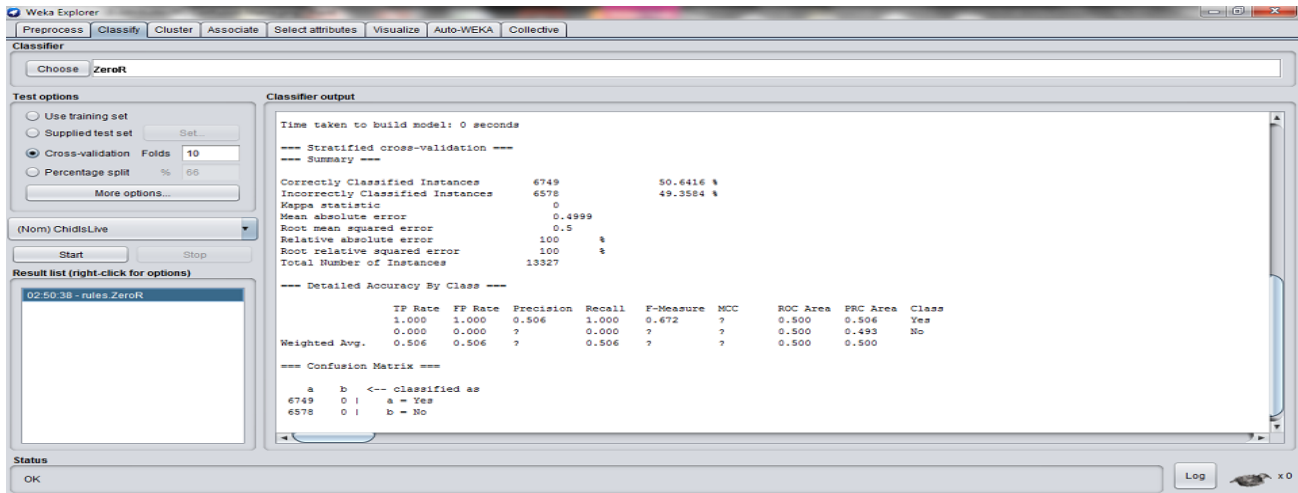 Weka Explorer
Preprocess Classify Cluster Associate Select attributes Visualize Auto-WEKA Collective
Classifier
Choose ZeroR
Test options
Use training set
Supplied test set Set...
Cross-validation Folds 10
Percentage split % 66
More options...
(Nom) ChidIsLive
Start Stop
Result list (right-click for options)
02:50:38 - rules.ZeroR
Classifier output
Time taken to build model: 0 seconds
=== Stratified cross-validation ===
=== Summary ===
Correctly Classified Instances 6749 50.6416 %
Incorrectly Classified Instances 6578 49.3584 %
Kappa statistic 0
Mean absolute error 0.4999
Root mean squared error 0.5
Relative absolute error 100 %
Root relative squared error 100 %
Total Number of Instances 13327
=== Detailed Accuracy By Class ===
TP Rate FP Rate Precision Recall F-Measure MCC ROC Area PRC Area Class
1.000 1.000 0.506 1.000 0.672 ? 0.500 0.506 Yes
0.000 0.000 ? 0.000 ? ? 0.500 0.493 No
Weighted Avg. 0.506 0.506 ? 0.506 ? ? 0.500 0.500
=== Confusion Matrix ===
a b <-- classified as
6749 0 | a = Yes
6578 0 | b = No
Status
OK
Log
x 0